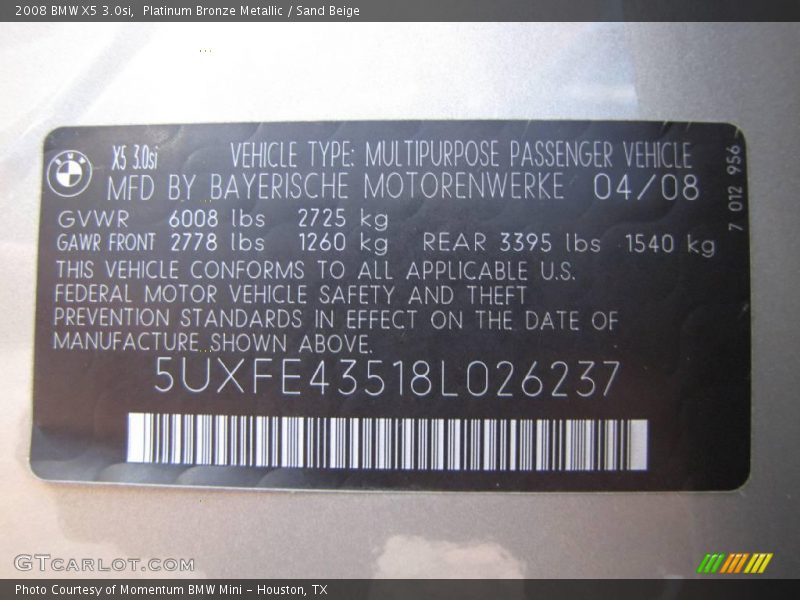 2008 BMW X5 3.0si, Platinum Bronze Metallic / Sand Beige
BMW
X5 3.0si VEHICLE TYPE: MULTIPURPOSE PASSENGER VEHICLE
MFD BY BAYERISCHE MOTORENWERKE 04/08
GVWR 6008 lbs 2725 kg
GAWR FRONT 2778 lbs 1260 kg REAR 3395 lbs 1540 kg
THIS VEHICLE CONFORMS TO ALL APPLICABLE U.S.
FEDERAL MOTOR VEHICLE SAFETY AND THEFT
PREVENTION STANDARDS IN EFFECT ON THE DATE OF
MANUFACTURE SHOWN ABOVE.
5UXFE43518L026237
7 012 956
GTcarlot.com
Photo Courtesy of Momentum BMW Mini - Houston, TX